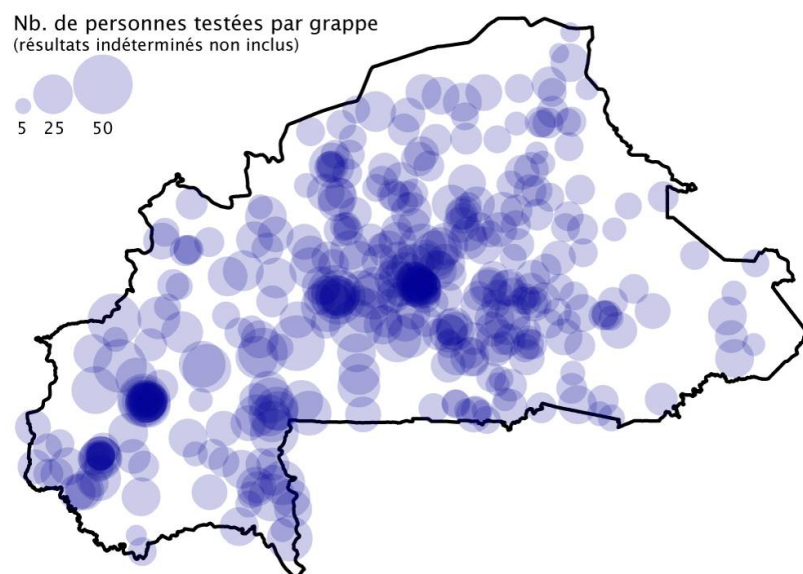 Nb. de personnes testées par grappe
(résultats indéterminés non inclus)
5 25 50